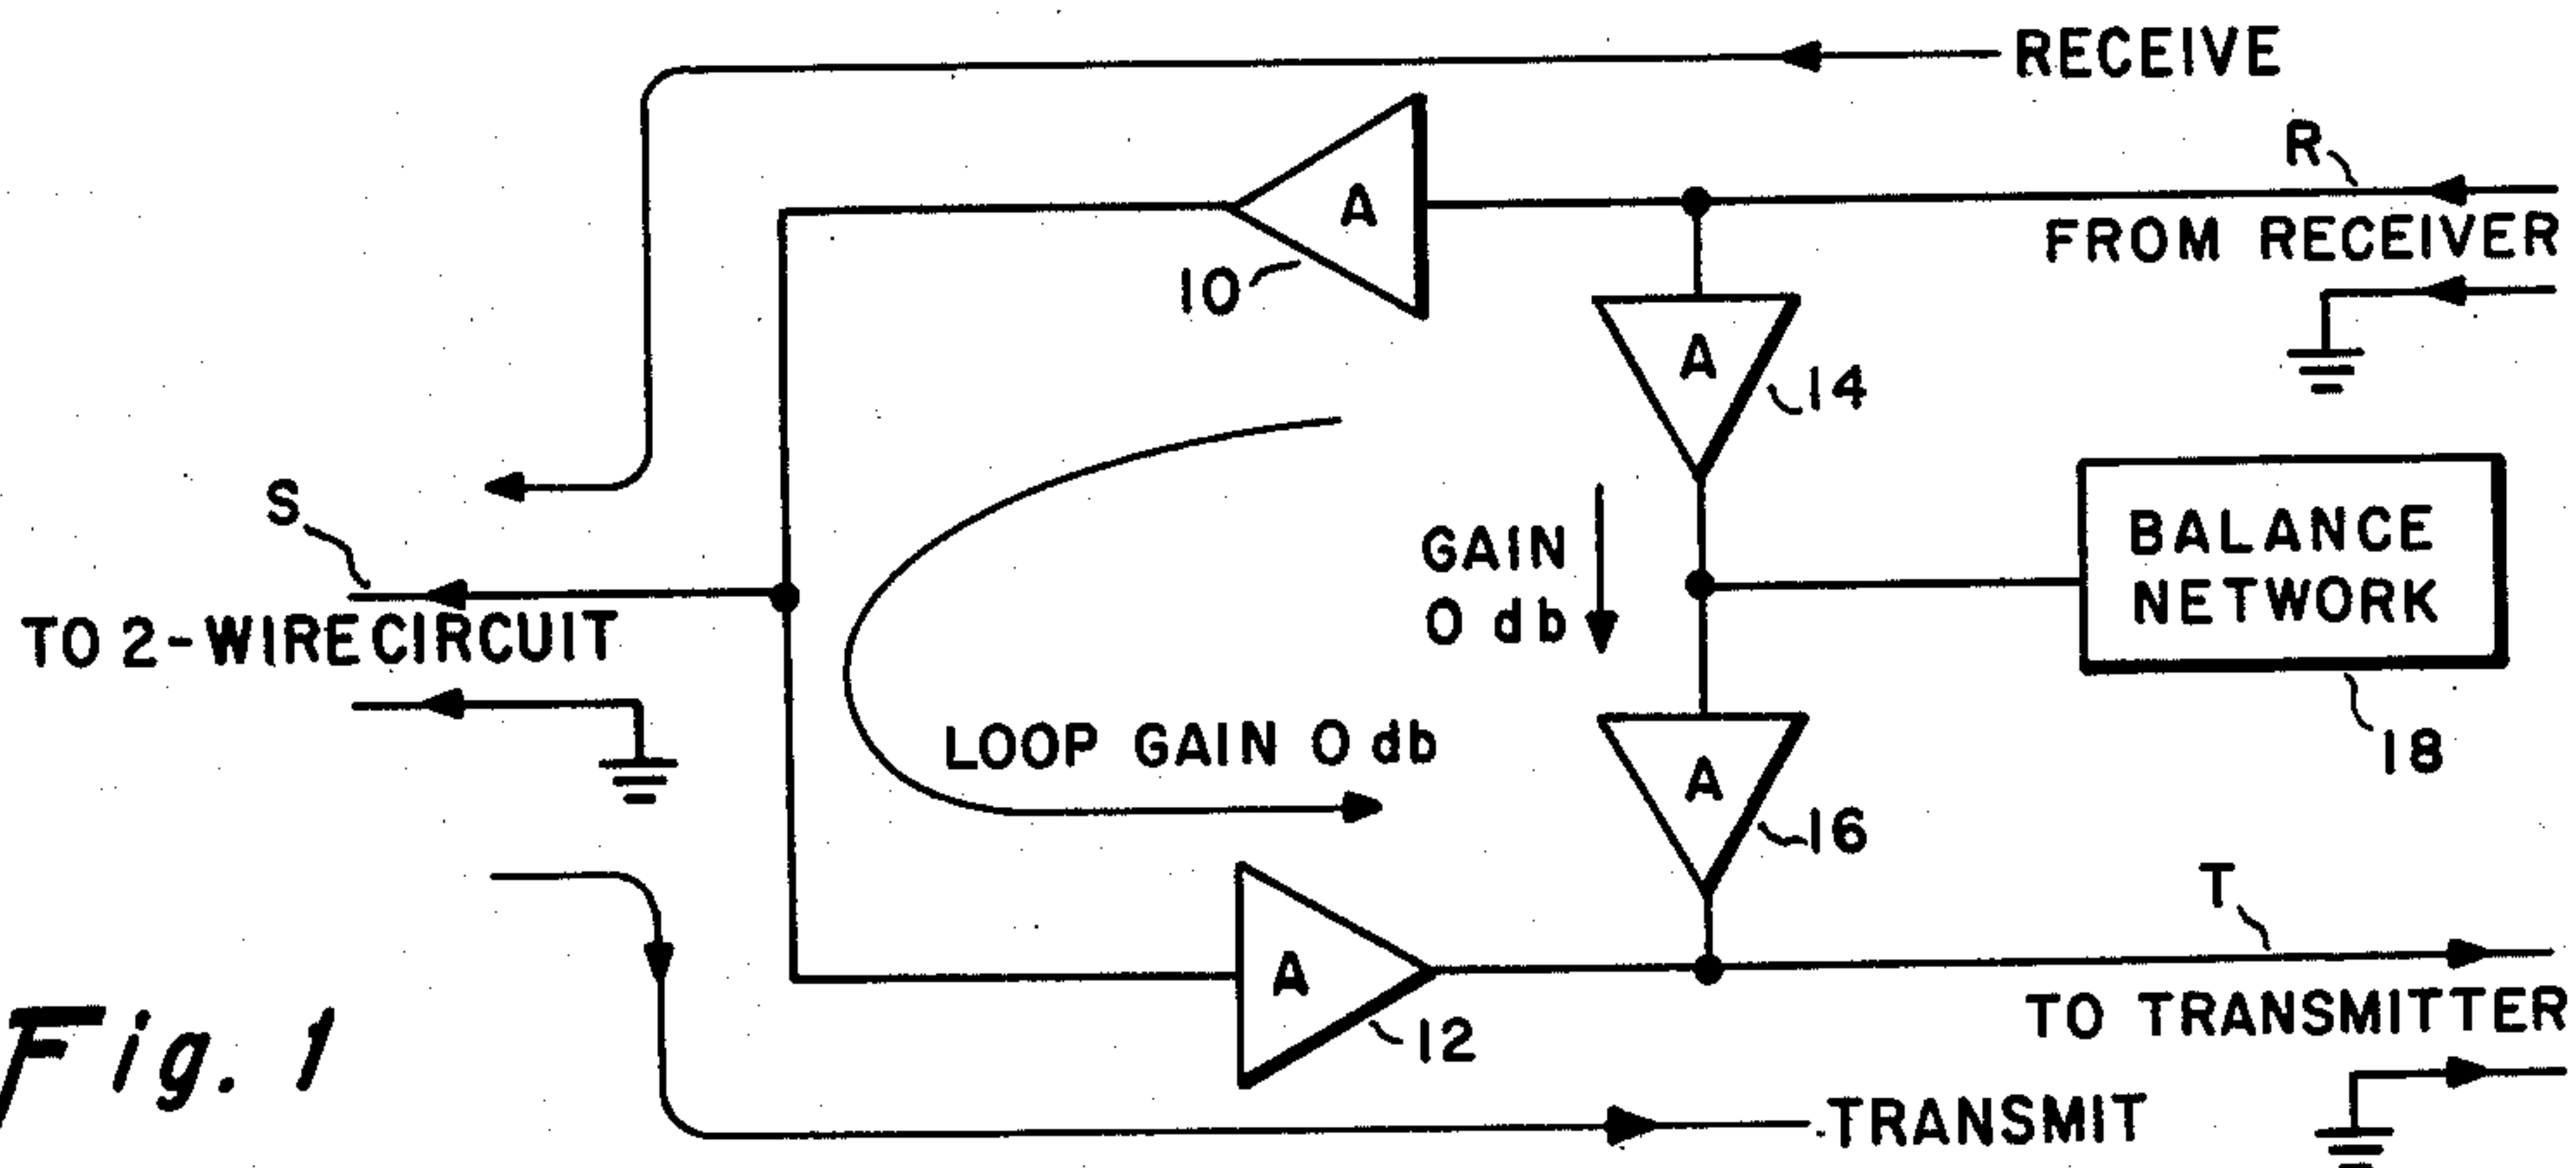 RECEIVE
R
FROM RECEIVER
A
10
A
14
S
TO 2-WIRE CIRCUIT
GAIN
0 db
BALANCE
NETWORK
18
LOOP GAIN 0 db
A
16
T
A
12
TO TRANSMITTER
TRANSMIT
Fig. 1